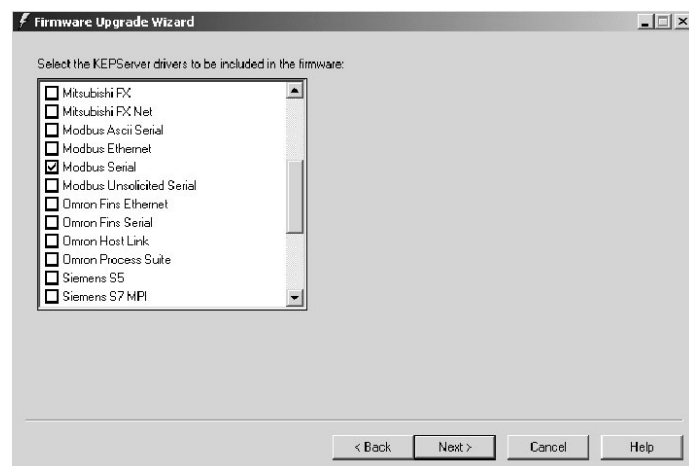 Firmware Upgrade Wizard
Select the KEPServer drivers to be included in the firmware:
Mitsubishi FX
Mitsubishi FX Net
Modbus Ascii Serial
Modbus Ethernet
Modbus Serial
Modbus Unsolicited Serial
Omron Fins Ethernet
Omron Fins Serial
Omron Host Link
Omron Process Suite
Siemens S5
Siemens S7 MPI
< Back Next > Cancel Help